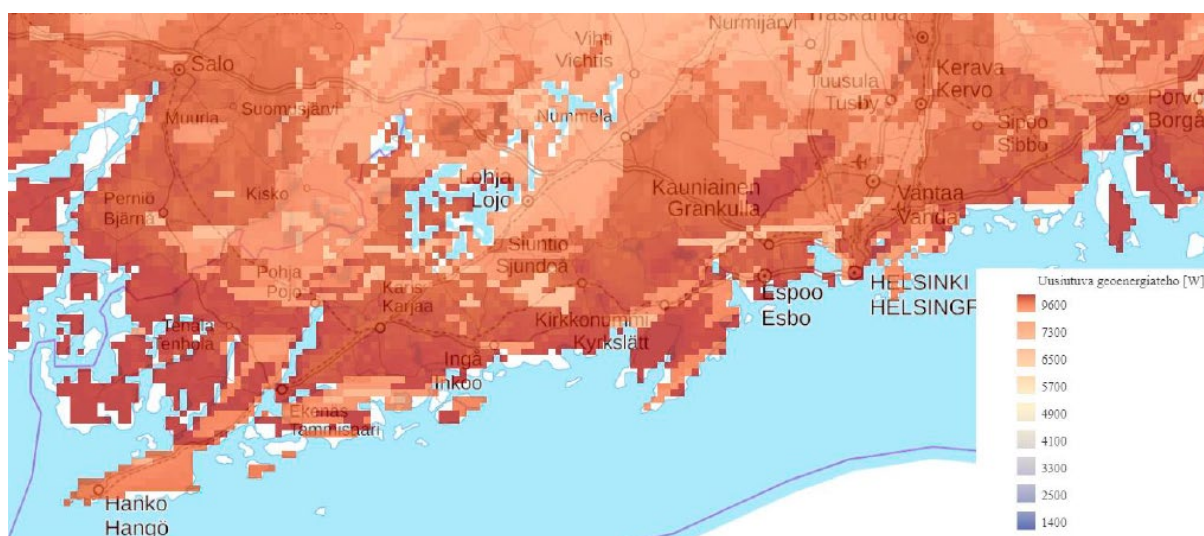 Nurmijärvi
Träskända
Salo
Vihti
Vichtis
Kerava
Kervo
Tuusula
Tusby
Porvo
Borgå
Suomusjärvi
Muurla
Nummela
Sipoo
Sibbo
Lohja
Lojo
Kisko
Perniö
Bjärnå
Kauniainen
Grankulla
Vantaa
Vanda
Siuntio
Sjundeå
Pohja
Pojo
Karis
Karjaa
Espoo
Esbo
HELSINKI
HELSINGF
Tenala
Tenhola
Kirkkonummi
Kyrkslätt
Ingå
Inkoo
Ekenäs
Tammisaari
Hanko
Hangö
Uusiutuva geoenergiateho [W]
9600
7300
6500
5700
4900
4100
3300
2500
1400